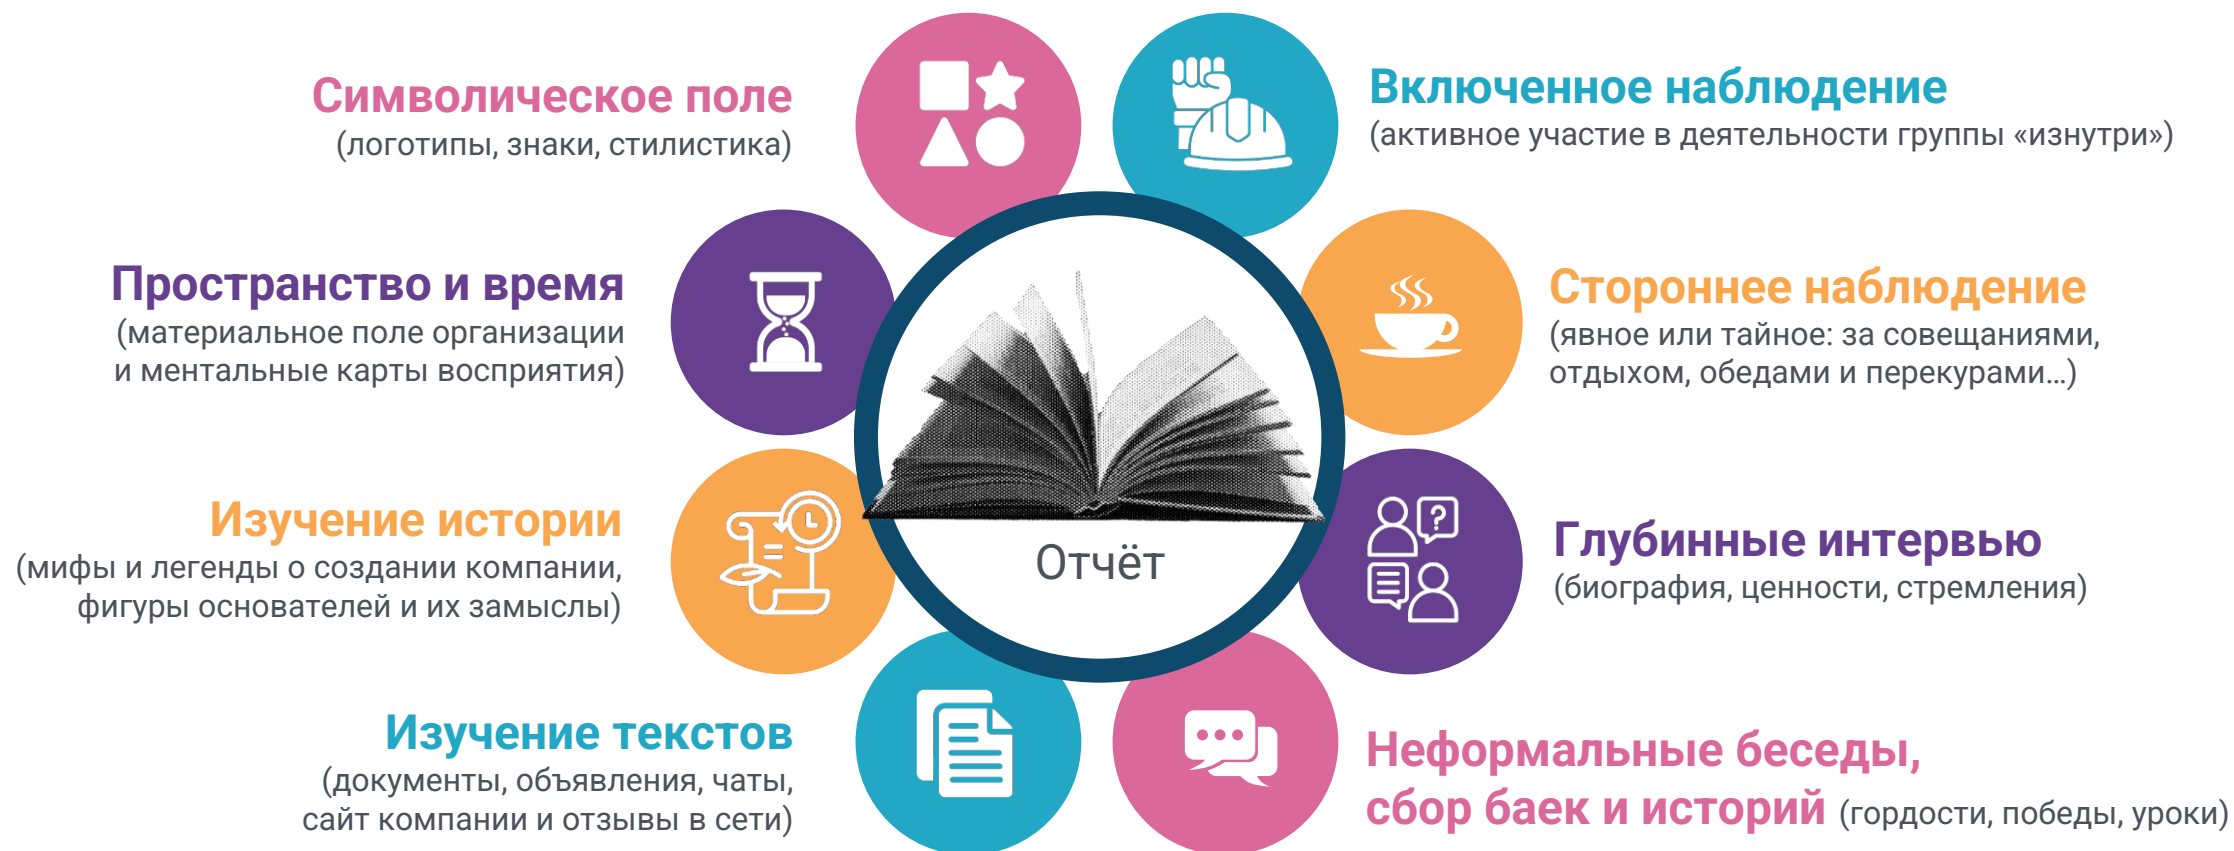 Символическое поле
(логотипы, знаки, стилистика)
Включенное наблюдение
(активное участие в деятельности группы «изнутри»)
Пространство и время
(материальное поле организации
и ментальные карты восприятия)
Стороннее наблюдение
(явное или тайное: за совещаниями,
отдыхом, обедами и перекурами…)
Изучение истории
(мифы и легенды о создании компании,
фигуры основателей и их замыслы)
Отчёт
Глубинные интервью
(биография, ценности, стремления)
Изучение текстов
(документы, объявления, чаты,
сайт компании и отзывы в сети)
Неформальные беседы,
сбор баек и историй (гордости, победы, уроки)
?